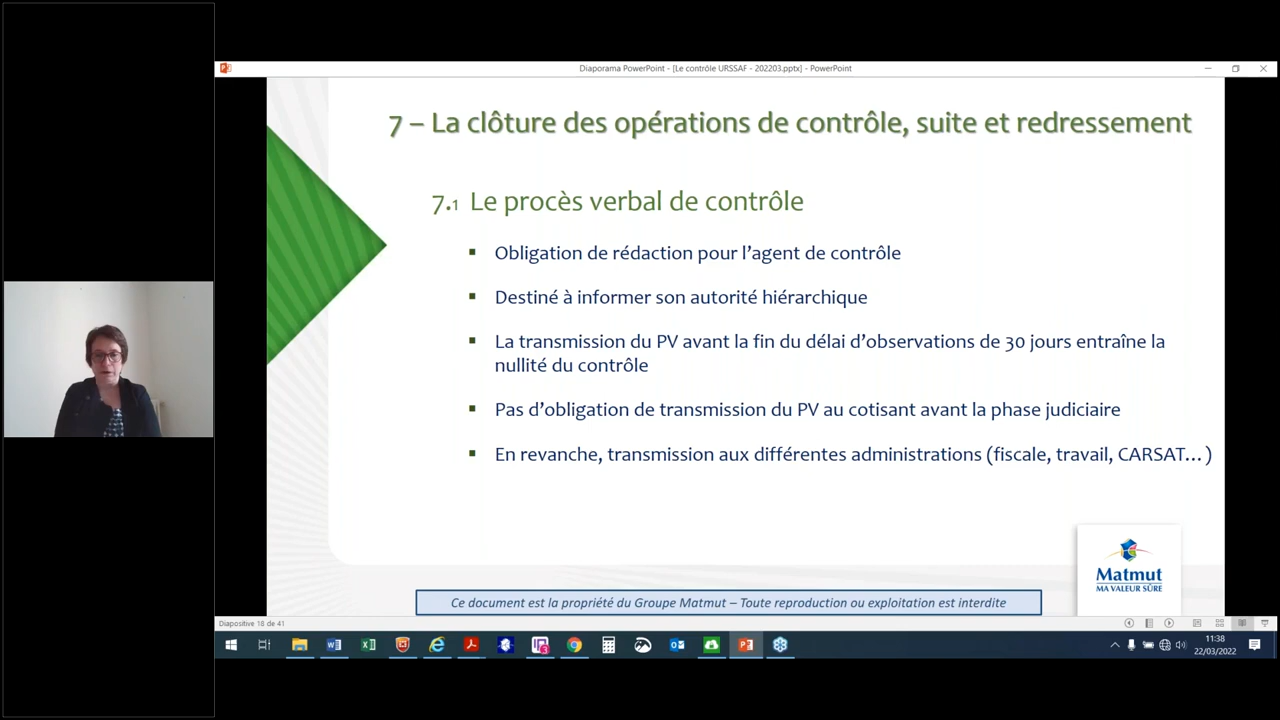 Diaporama PowerPoint - [Le contrôle URSSAF - 202203.pptx] - PowerPoint
7 – La clôture des opérations de contrôle, suite et redressement
7.1 Le procès verbal de contrôle
▪ Obligation de rédaction pour l’agent de contrôle
▪ Destiné à informer son autorité hiérarchique
▪ La transmission du PV avant la fin du délai d’observations de 30 jours entraîne la
nullité du contrôle
▪ Pas d’obligation de transmission du PV au cotisant avant la phase judiciaire
▪ En revanche, transmission aux différentes administrations (fiscale, travail, CARSAT…)
Matmut
MA VALEUR SÛRE
Ce document est la propriété du Groupe Matmut – Toute reproduction ou exploitation est interdite
Diapositive 18 de 41
11:38
22/03/2022